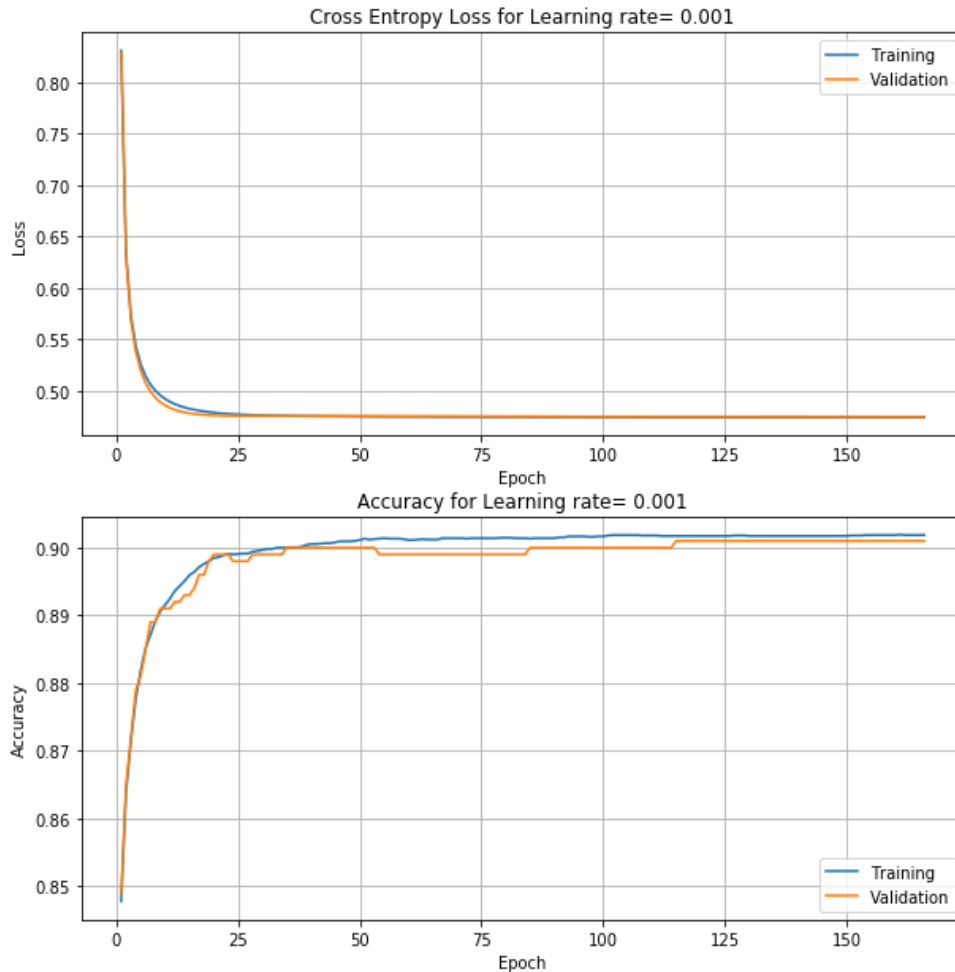 Cross Entropy Loss for Learning rate= 0.001
Training
Validation
0.80
0.75
0.70
0.65
0.60
0.55
0.50
Loss
0 25 50 75 100 125 150
Epoch
Accuracy for Learning rate= 0.001
0.90
0.89
0.88
0.87
0.86
0.85
Accuracy
Training
Validation
0 25 50 75 100 125 150
Epoch